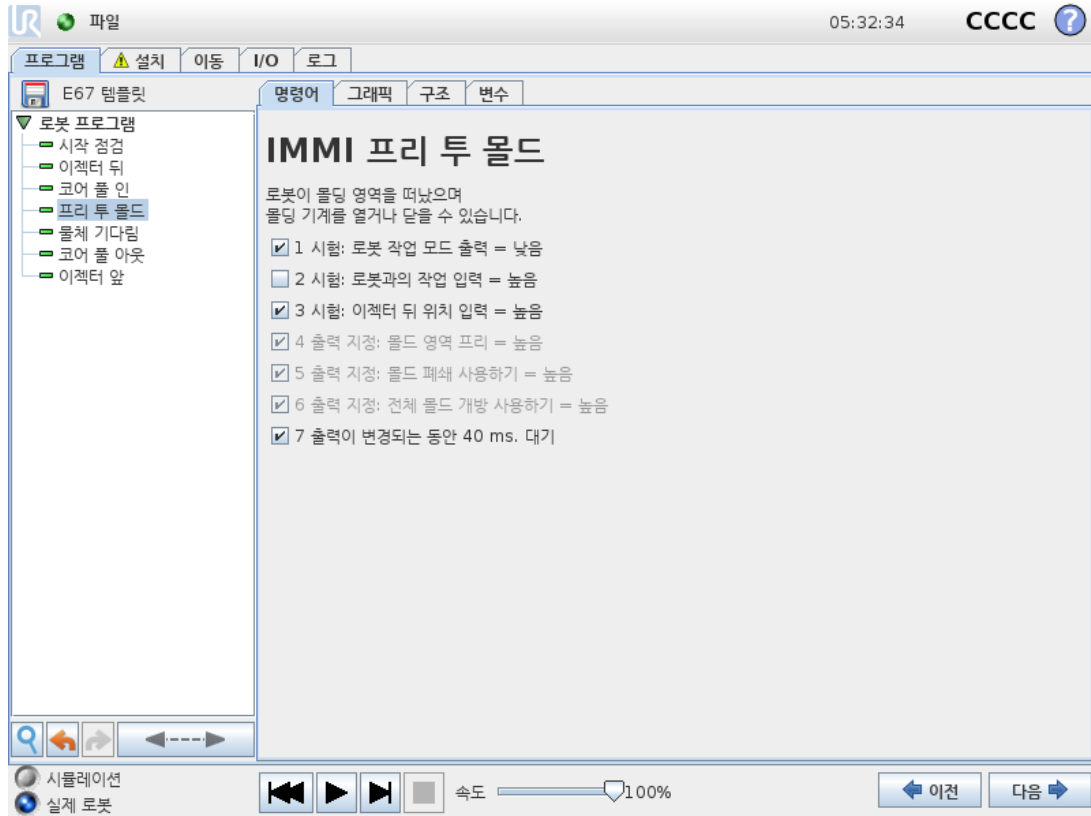 UR 파일 05:32:34 CCCC ?
프로그램 설치 이동 I/O 로그
E67 템플릿
명령어 그래픽 구조 변수
로봇 프로그램
시작 점검
이젝터 뒤
코어 풀 인
프리 투 몰드
물체 기다림
코어 풀 아웃
이젝터 앞
IMMI 프리 투 몰드
로봇이 몰딩 영역을 떠났으며
몰딩 기계를 열거나 닫을 수 있습니다.
1 시험: 로봇 작업 모드 출력 = 낮음
2 시험: 로봇과의 작업 입력 = 높음
3 시험: 이젝터 뒤 위치 입력 = 높음
4 출력 지정: 몰드 영역 프리 = 높음
5 출력 지정: 몰드 폐쇄 사용하기 = 높음
6 출력 지정: 전체 몰드 개방 사용하기 = 높음
7 출력이 변경되는 동안 40 ms. 대기
시뮬레이션
실제 로봇
속도 100%
이전 다음